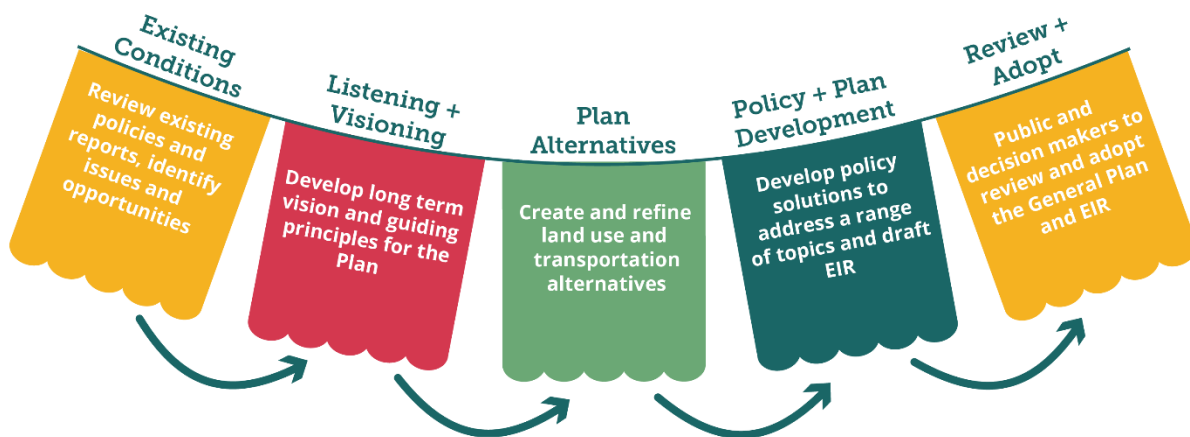 Existing
Conditions
Review existing
policies and
reports, identify
issues and
opportunities
Listening +
Visioning
Develop long term
vision and guiding
principles for the
Plan
Plan
Alternatives
Create and refine
land use and
transportation
alternatives
Policy + Plan
Development
Develop policy
solutions to
address a range
of topics and draft
EIR
Review +
Adopt
Public and
decision makers to
review and adopt
the General Plan
and EIR